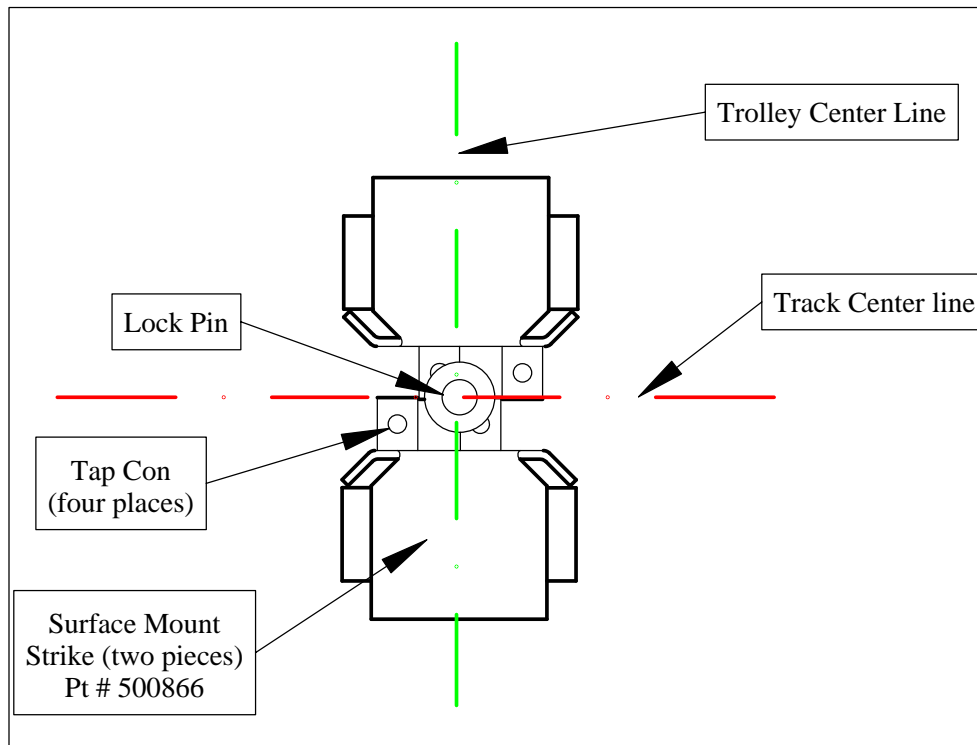 Trolley Center Line
Track Center line
Lock Pin
Tap Con
(four places)
Surface Mount
Strike (two pieces)
Pt # 500866